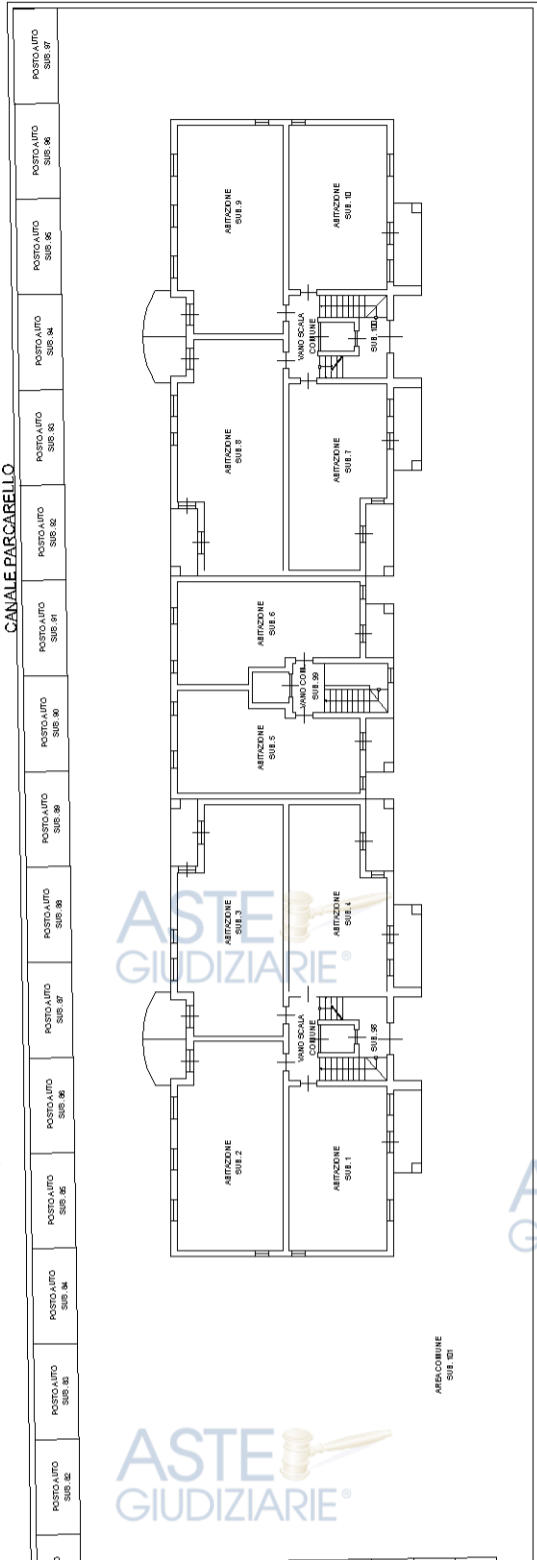 CANALE PARCARELLO
POSTO AUTO
SUB. 97
POSTO AUTO
SUB. 96
POSTO AUTO
SUB. 95
POSTO AUTO
SUB. 94
POSTO AUTO
SUB. 93
POSTO AUTO
SUB. 92
POSTO AUTO
SUB. 91
POSTO AUTO
SUB. 90
POSTO AUTO
SUB. 89
POSTO AUTO
SUB. 88
POSTO AUTO
SUB. 87
POSTO AUTO
SUB. 86
POSTO AUTO
SUB. 85
POSTO AUTO
SUB. 84
POSTO AUTO
SUB. 83
POSTO AUTO
SUB. 82
ABITAZIONE
SUB. 9
ABITAZIONE
SUB. 10
VANO SCALA
COMUNE
SUB. 100
ABITAZIONE
SUB. 8
ABITAZIONE
SUB. 7
ABITAZIONE
SUB. 6
VANO COM.
SUB. 99
ABITAZIONE
SUB. 5
ABITAZIONE
SUB. 3
ABITAZIONE
SUB. 4
VANO SCALA
COMUNE
SUB. 98
ABITAZIONE
SUB. 2
ABITAZIONE
SUB. 1
AREA COMUNE
SUB. 101
ASTE
GIUDIZIARIE®
ASTE
GIUDIZIARIE®